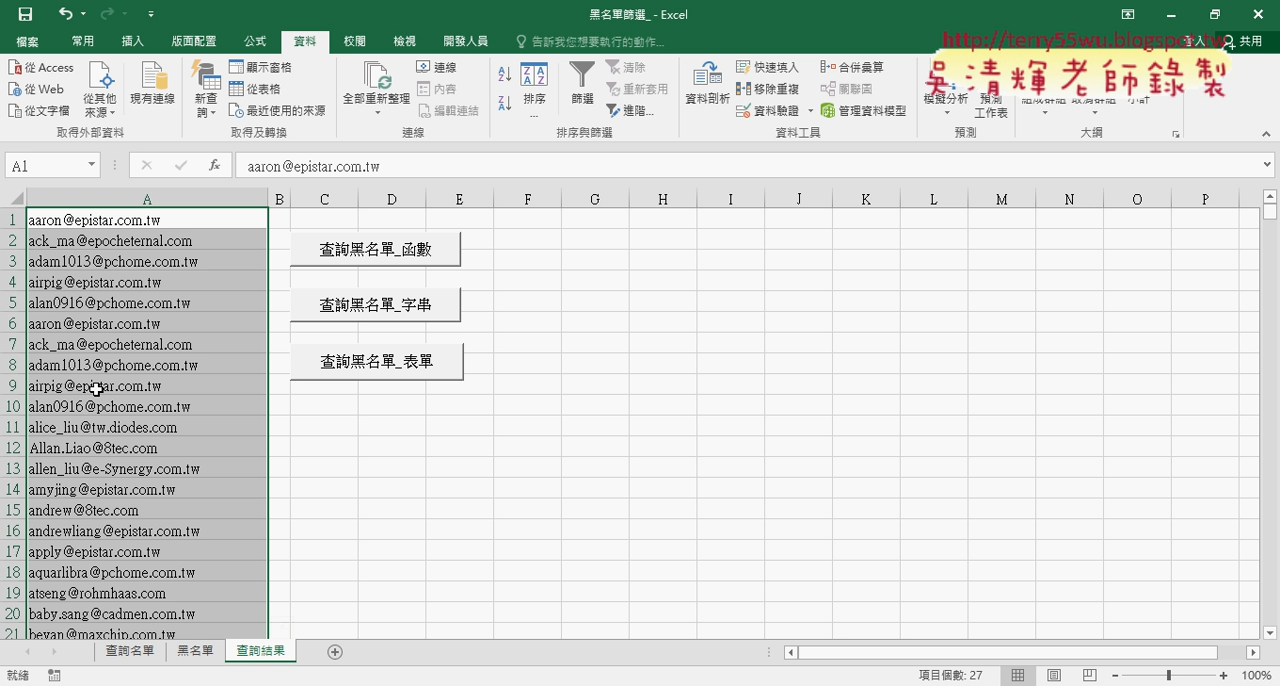 黑名單篩選_ - Excel
http://terry55wu.blogspot.tw
檔案 常用 插入 版面配置 公式 資料 校閱 檢視 開發人員 告訴我您想要執行的動作... 登入 共用
吳清輝老師錄製
從 Access
從 Web
從文字檔
從其他來源
現有連線
取得外部資料
新查詢
顯示窗格
從表格
最近使用的來源
取得及轉換
全部重新整理
連線
內容
編輯連結
連線
排序...
篩選
清除
重新套用
進階...
排序與篩選
資料剖析
快速填入
移除重複
資料驗證
合併彙算
關聯圖
管理資料模型
資料工具
模擬分析
預測工作表
預測
組成群組 取消群組 小計
大綱
A1 fx aaron@epistar.com.tw
A B C D E F G H I J K L M N O P
1 aaron@epistar.com.tw
2 ack_ma@epocheternal.com
3 adam1013@pchome.com.tw
4 airpig@epistar.com.tw
5 alan0916@pchome.com.tw
6 aaron@epistar.com.tw
7 ack_ma@epocheternal.com
8 adam1013@pchome.com.tw
9 airpig@epistar.com.tw
10 alan0916@pchome.com.tw
11 alice_liu@tw.diodes.com
12 Allan.Liao@8tec.com
13 allen_liu@e-Synergy.com.tw
14 amyjing@epistar.com.tw
15 andrew@8tec.com
16 andrewliang@epistar.com.tw
17 apply@epistar.com.tw
18 aquarlibra@pchome.com.tw
19 atseng@rohmhaas.com
20 baby.sang@cadmen.com.tw
21 bevan@maxchip.com.tw
查詢黑名單_函數
查詢黑名單_字串
查詢黑名單_表單
查詢名單 黑名單 查詢結果
就緒 項目個數: 27 100%